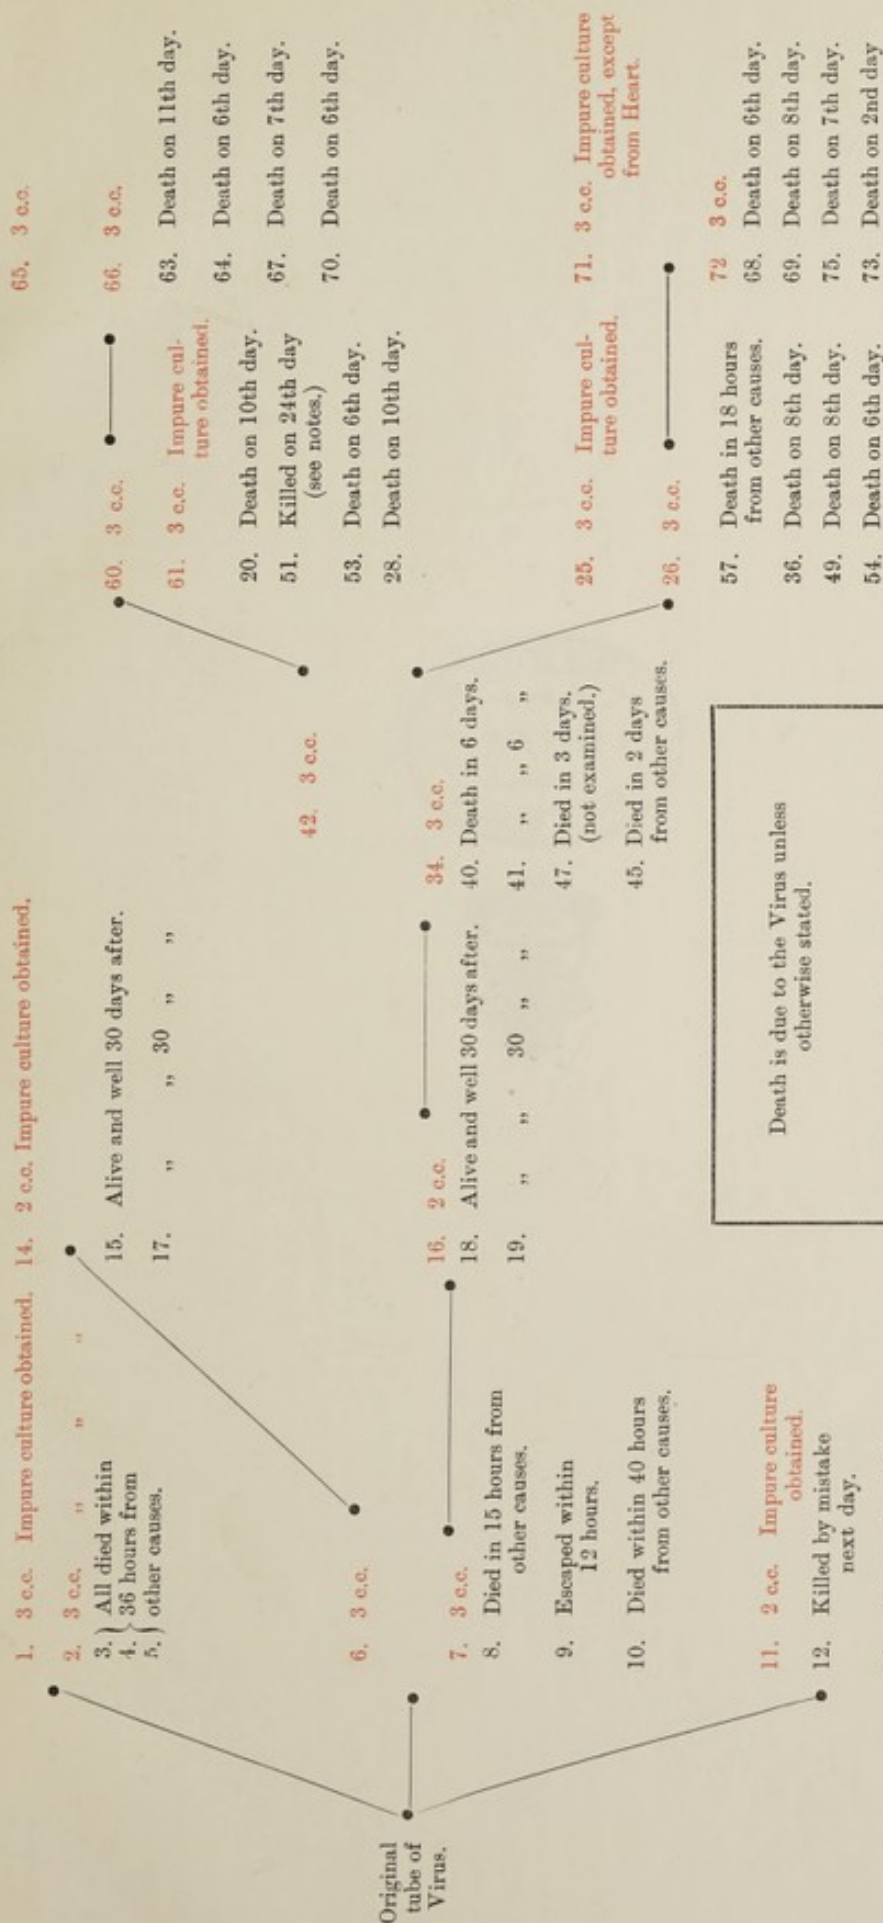 Original
tube of
Virus.
1. 3 c.c. Impure culture obtained.
2. 3 c.c. „ „ „
3. } All died within
4. } 36 hours from
5. } other causes.
6. 3 c.c.
7. 3 c.c.
8. Died in 15 hours from
other causes.
9. Escaped within
12 hours.
10. Died within 40 hours
from other causes.
11. 2 c.c. Impure culture
obtained.
12. Killed by mistake
next day.
14. 2 c.c. Impure culture obtained.
15. Alive and well 30 days after.
17. „ „ 30 „ „
16. 2 c.c.
18. Alive and well 30 days after.
19. „ „ 30 „ „
Death is due to the Virus unless
otherwise stated.
42. 3 c.c.
34. 3 c.c.
40. Death in 6 days.
41. „ „ 6 „
47. Died in 3 days.
(not examined.)
45. Died in 2 days
from other causes.
60. 3 c.c.
61. 3 c.c. Impure cul-
ture obtained.
20. Death on 10th day.
51. Killed on 24th day
(see notes.)
53. Death on 6th day.
28. Death on 10th day.
25. 3 c.c. Impure cul-
ture obtained.
26. 3 c.c.
57. Death in 18 hours
from other causes.
36. Death on 8th day.
49. Death on 8th day.
54. Death on 6th day.
65. 3 c.c.
66. 3 c.c.
63. Death on 11th day.
64. Death on 6th day.
67. Death on 7th day.
70. Death on 6th day.
71. 3 c.c. Impure culture
obtained, except
from Heart.
72 3 c.c.
68. Death on 6th day.
69. Death on 8th day.
75. Death on 7th day.
73. Death on 2nd day